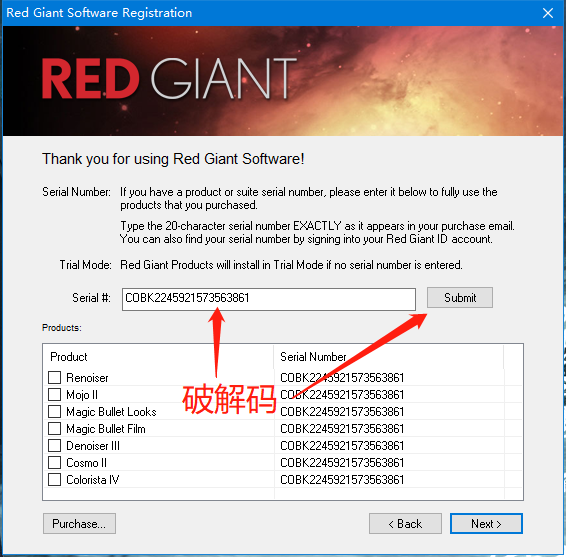 Red Giant Software Registration
RED GIANT
Thank you for using Red Giant Software!
Serial Number: If you have a product or suite serial number, please enter it below to fully use the
products that you purchased.
Type the 20-character serial number EXACTLY as it appears in your purchase email.
You can also find your serial number by signing into your Red Giant ID account.
Trial Mode: Red Giant Products will install in Trial Mode if no serial number is entered.
Serial #: COBK2245921573563861 Submit
Products:
Product Serial Number
Renoiser COBK2245921573563861
Mojo II COBK2245921573563861
Magic Bullet Looks COBK2245921573563861
Magic Bullet Film COBK2245921573563861
Denoiser III COBK2245921573563861
Cosmo II COBK2245921573563861
Colorista IV COBK2245921573563861
破解码
Purchase... < Back Next >